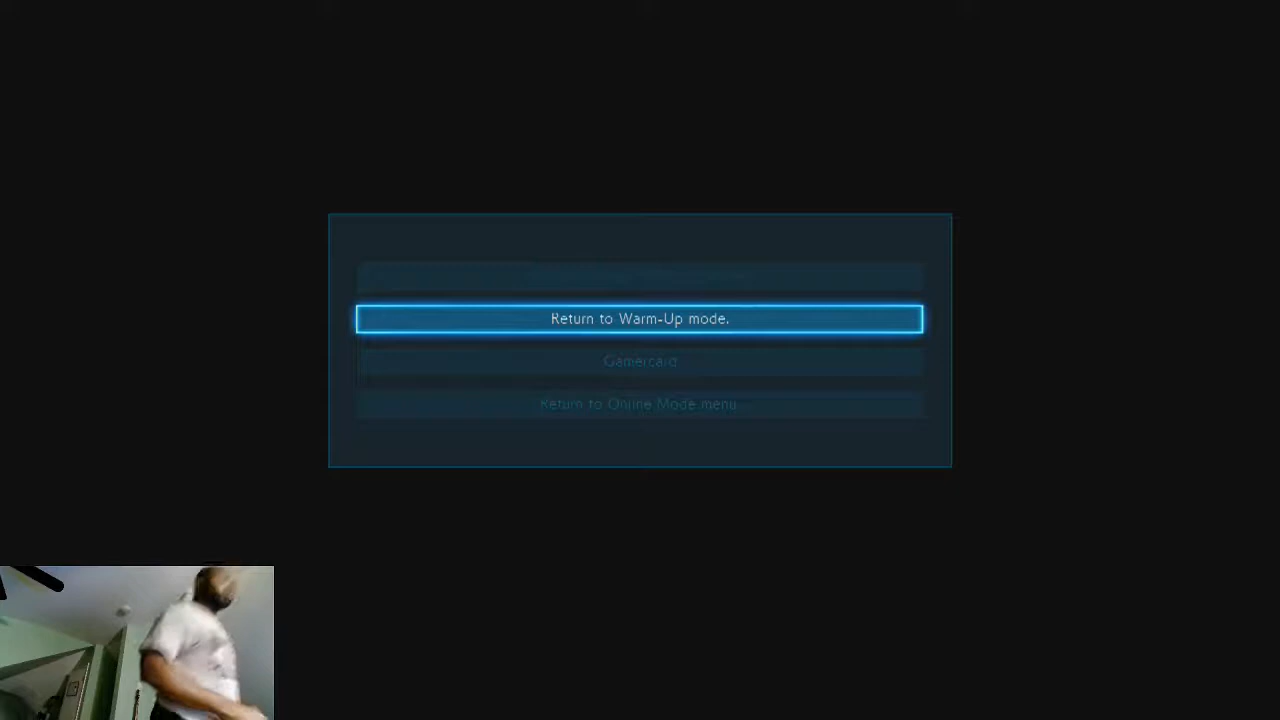 Return to Warm-Up mode.
Gamercard
Return to Online Mode menu